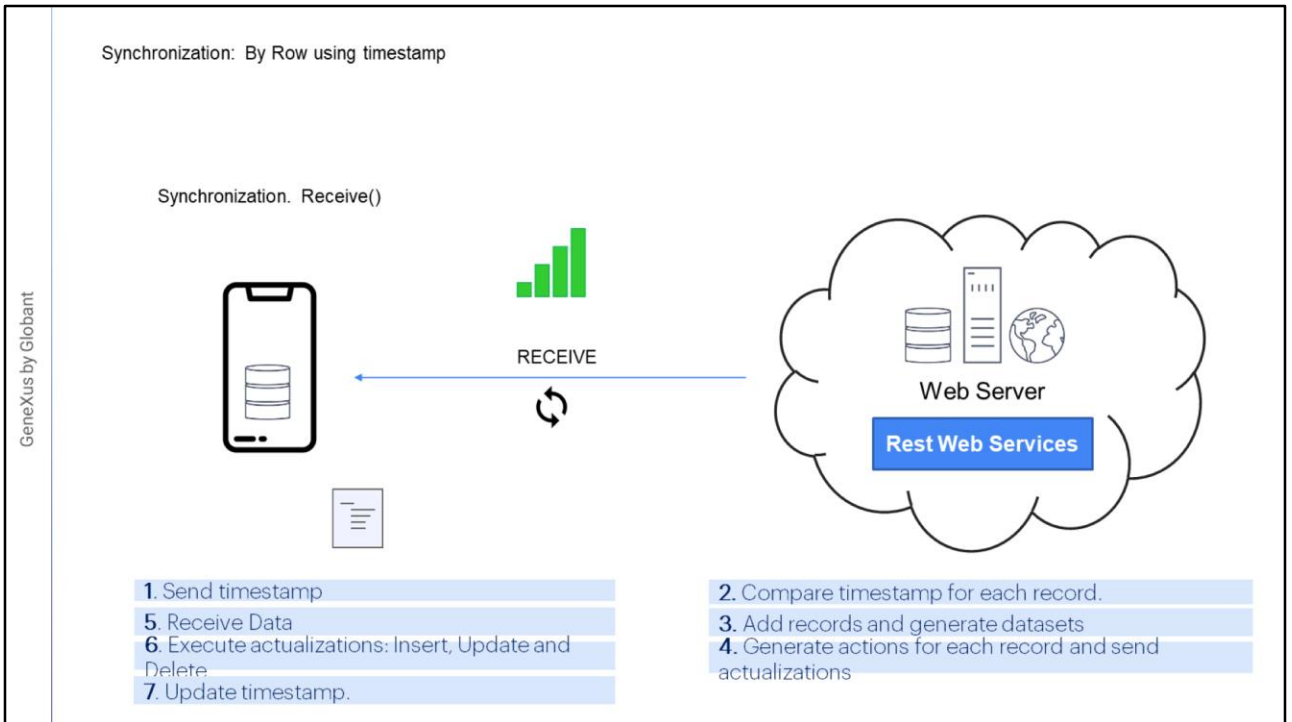 Synchronization: By Row using timestamp
Synchronization. Receive()
GeneXus by Globant
RECEIVE
Web Server
Rest Web Services
1. Send timestamp
5. Receive Data
6. Execute actualizations: Insert, Update and
Delete
7. Update timestamp.
2. Compare timestamp for each record.
3. Add records and generate datasets
4. Generate actions for each record and send
actualizations